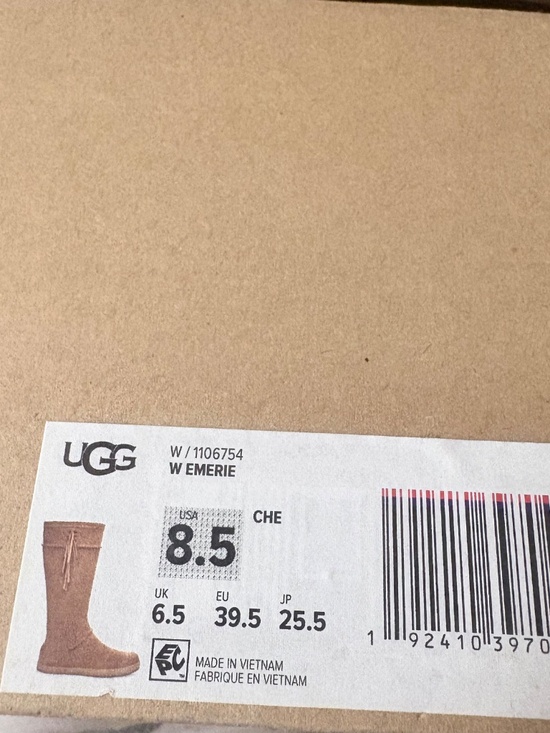 UGG
W / 1106754
W EMERIE
USA
8.5
CHE
UK EU JP
6.5 39.5 25.5
EPC
MADE IN VIETNAM
FABRIQUE EN VIETNAM
1 92410 3970